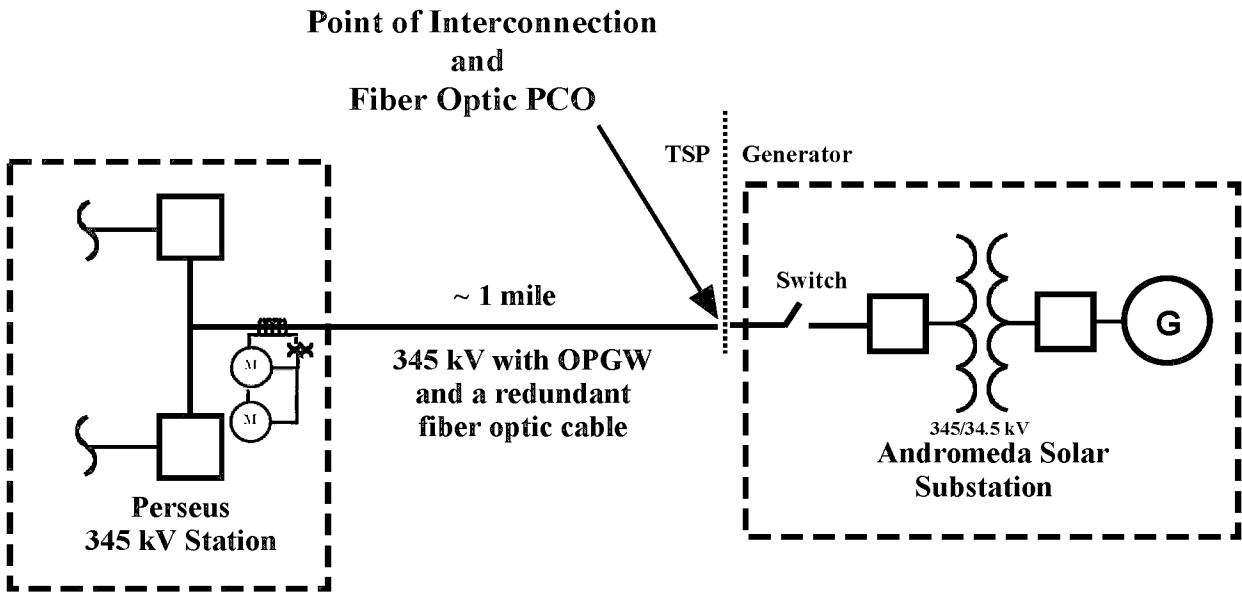 Point of Interconnection
and
Fiber Optic PCO
TSP
Generator
Switch
~ 1 mile
345 kV with OPGW
and a redundant
fiber optic cable
M
M
G
345/34.5 kV
Andromeda Solar
Substation
Perseus
345 kV Station